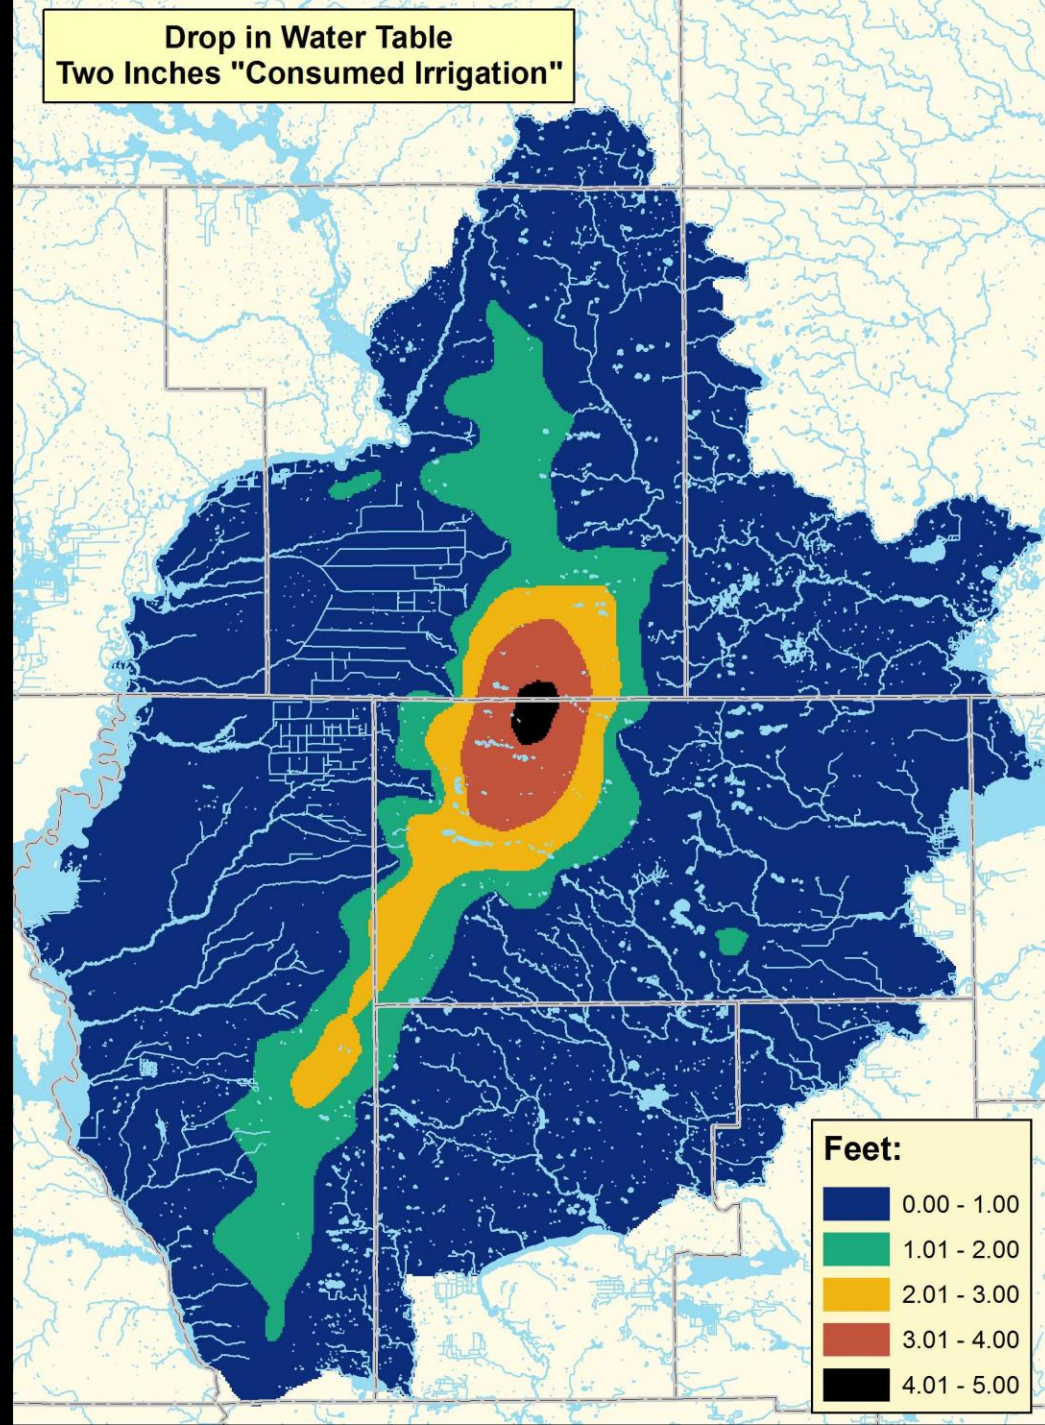 Drop in Water Table
Two Inches "Consumed Irrigation"
Feet:
0.00 - 1.00
1.01 - 2.00
2.01 - 3.00
3.01 - 4.00
4.01 - 5.00